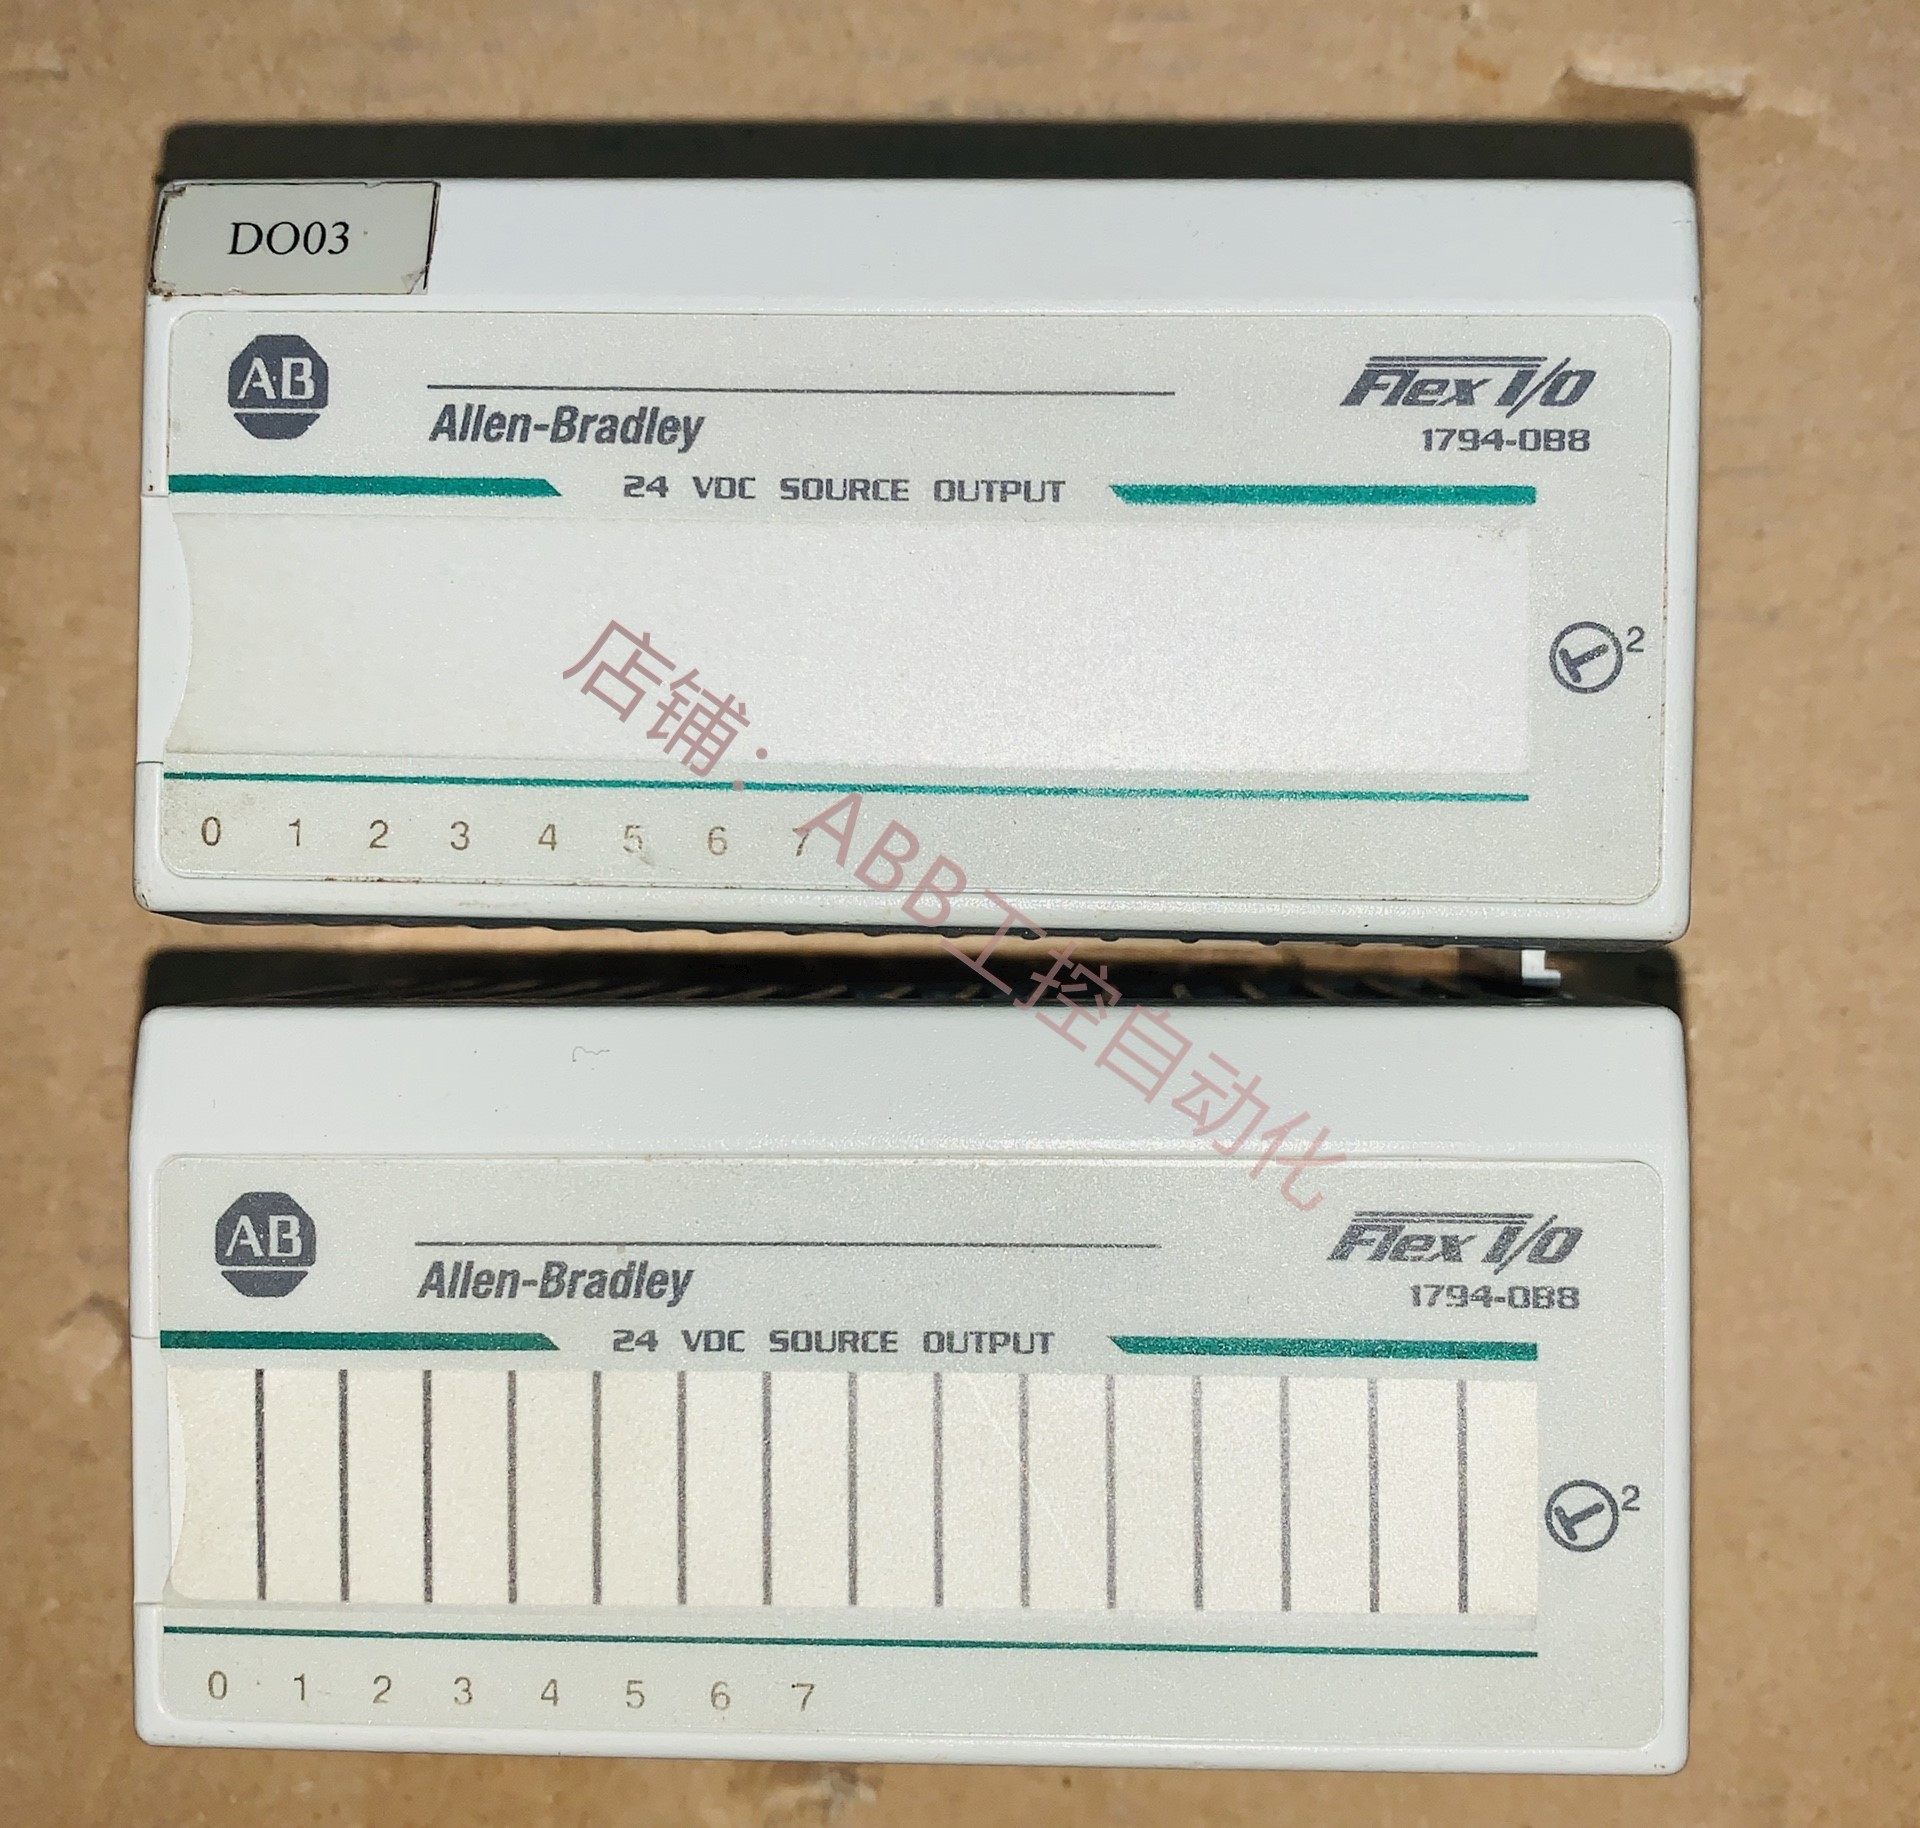 DO03
AB
Allen-Bradley
Flex I/O
1794-OB8
24 VDC SOURCE OUTPUT
2
0 1 2 3 4 5 6 7
店铺：ABB工控自动化
AB
Allen-Bradley
Flex I/O
1794-OB8
24 VDC SOURCE OUTPUT
2
0 1 2 3 4 5 6 7